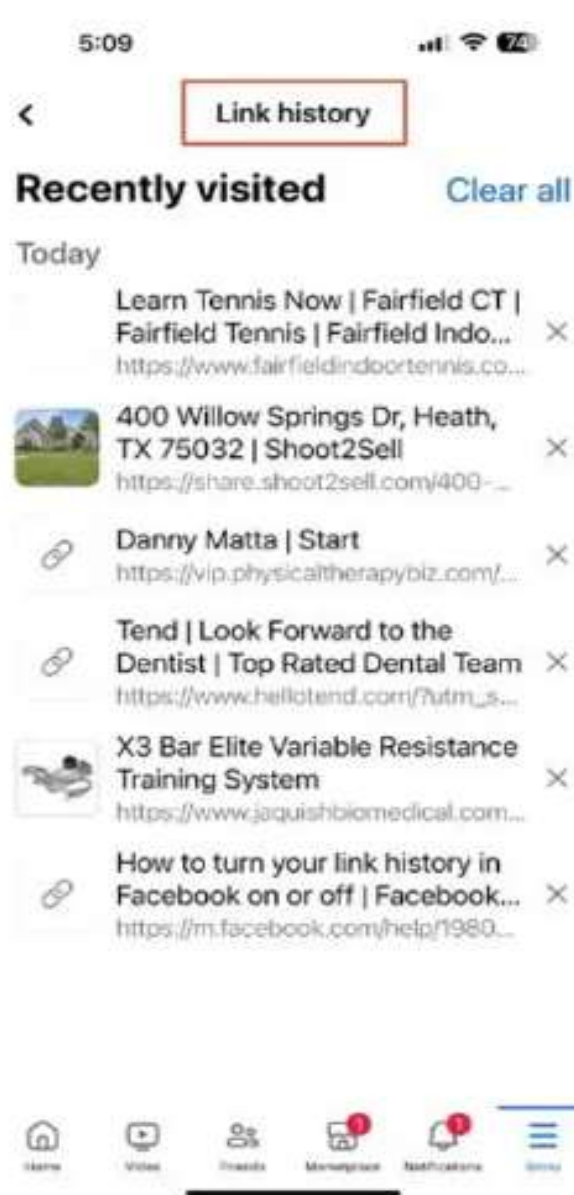 5:09
74
Link history
Recently visited
Clear all
Today
Learn Tennis Now | Fairfield CT |
Fairfield Tennis | Fairfield Indo...
https://www.fairfieldindoortennis.co...
400 Willow Springs Dr, Heath,
TX 75032 | Shoot2Sell
https://share.shoot2sell.com/400-...
Danny Matta | Start
https://vip.physicaltherapybiz.com/...
Tend | Look Forward to the
Dentist | Top Rated Dental Team
https://www.hellotend.com/?utm_s...
X3 Bar Elite Variable Resistance
Training System
https://www.jaquishbiomedical.com...
How to turn your link history in
Facebook on or off | Facebook...
https://m.facebook.com/help/1980...
1
1
Home
Video
Friends
Marketplace
Notifications
Menu